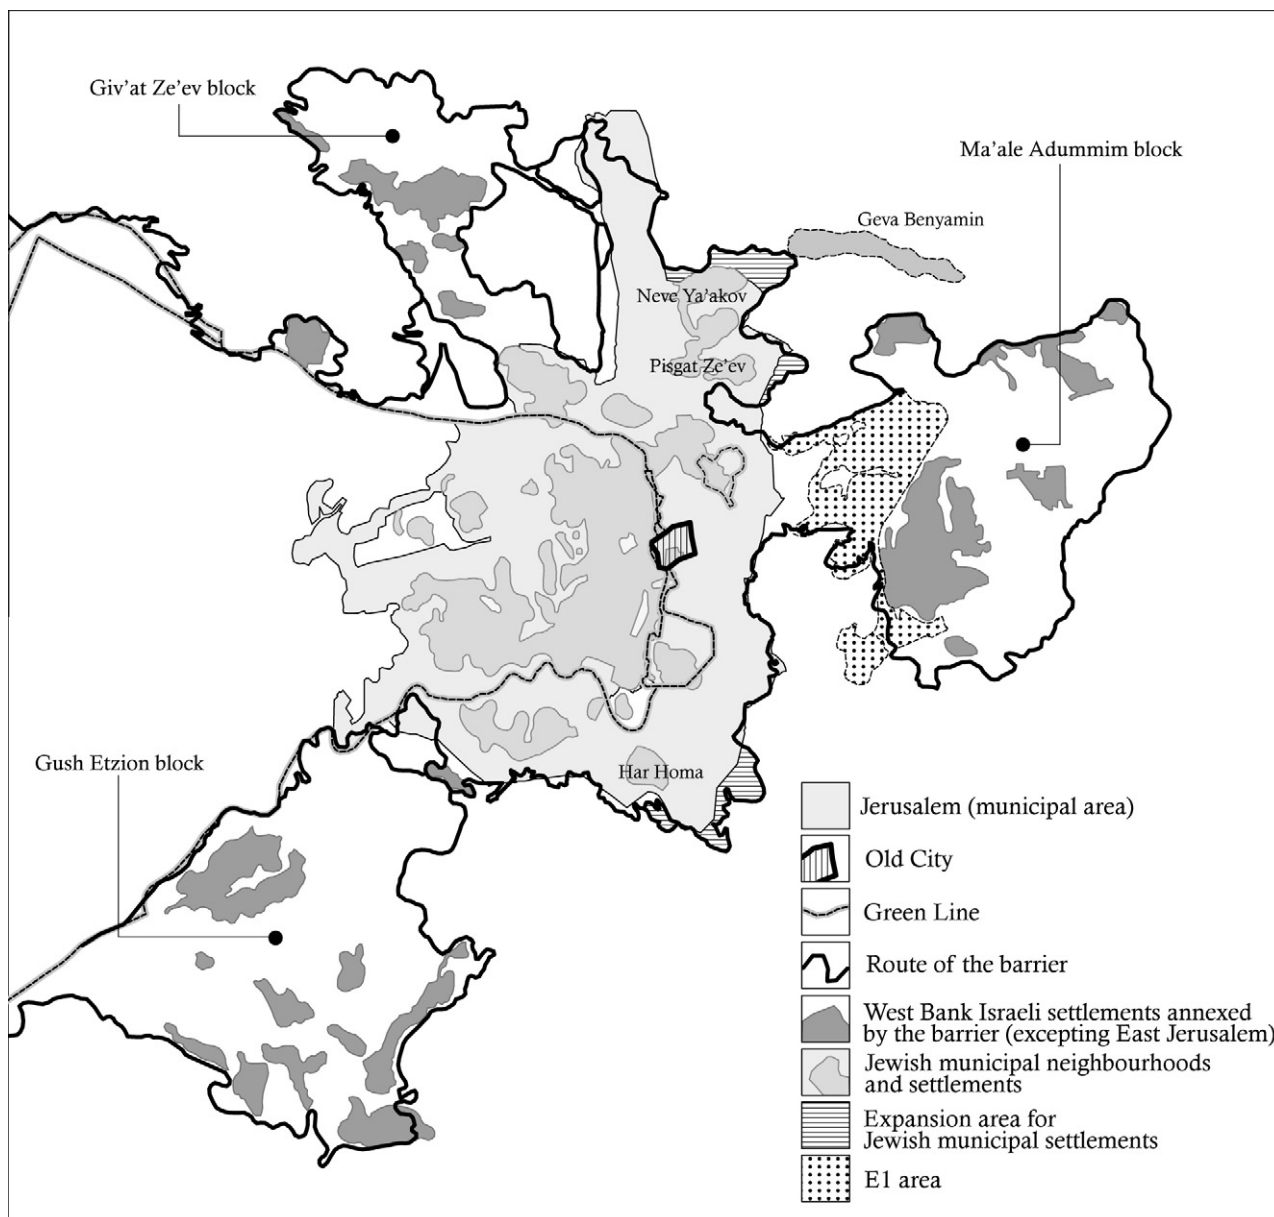 Giv'at Ze'ev block
Ma'ale Adummim block
Geva Benyamin
Neve Ya'akov
Pisgat Ze'ev
Gush Etzion block
Har Homa
Jerusalem (municipal area)
Old City
Green Line
Route of the barrier
West Bank Israeli settlements annexed
by the barrier (excepting East Jerusalem)
Jewish municipal neighbourhoods
and settlements
Expansion area for
Jewish municipal settlements
E1 area